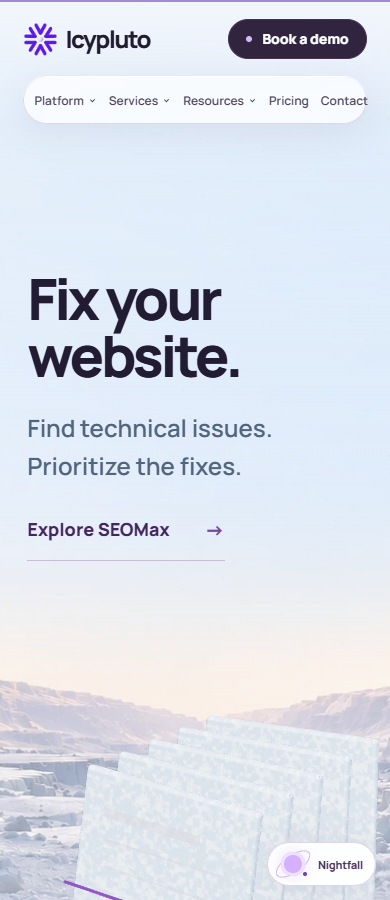 Icypluto
Book a demo
Platform Services Resources Pricing Contact
Fix your
website.
Find technical issues.
Prioritize the fixes.
Explore SEOMax →
Nightfall